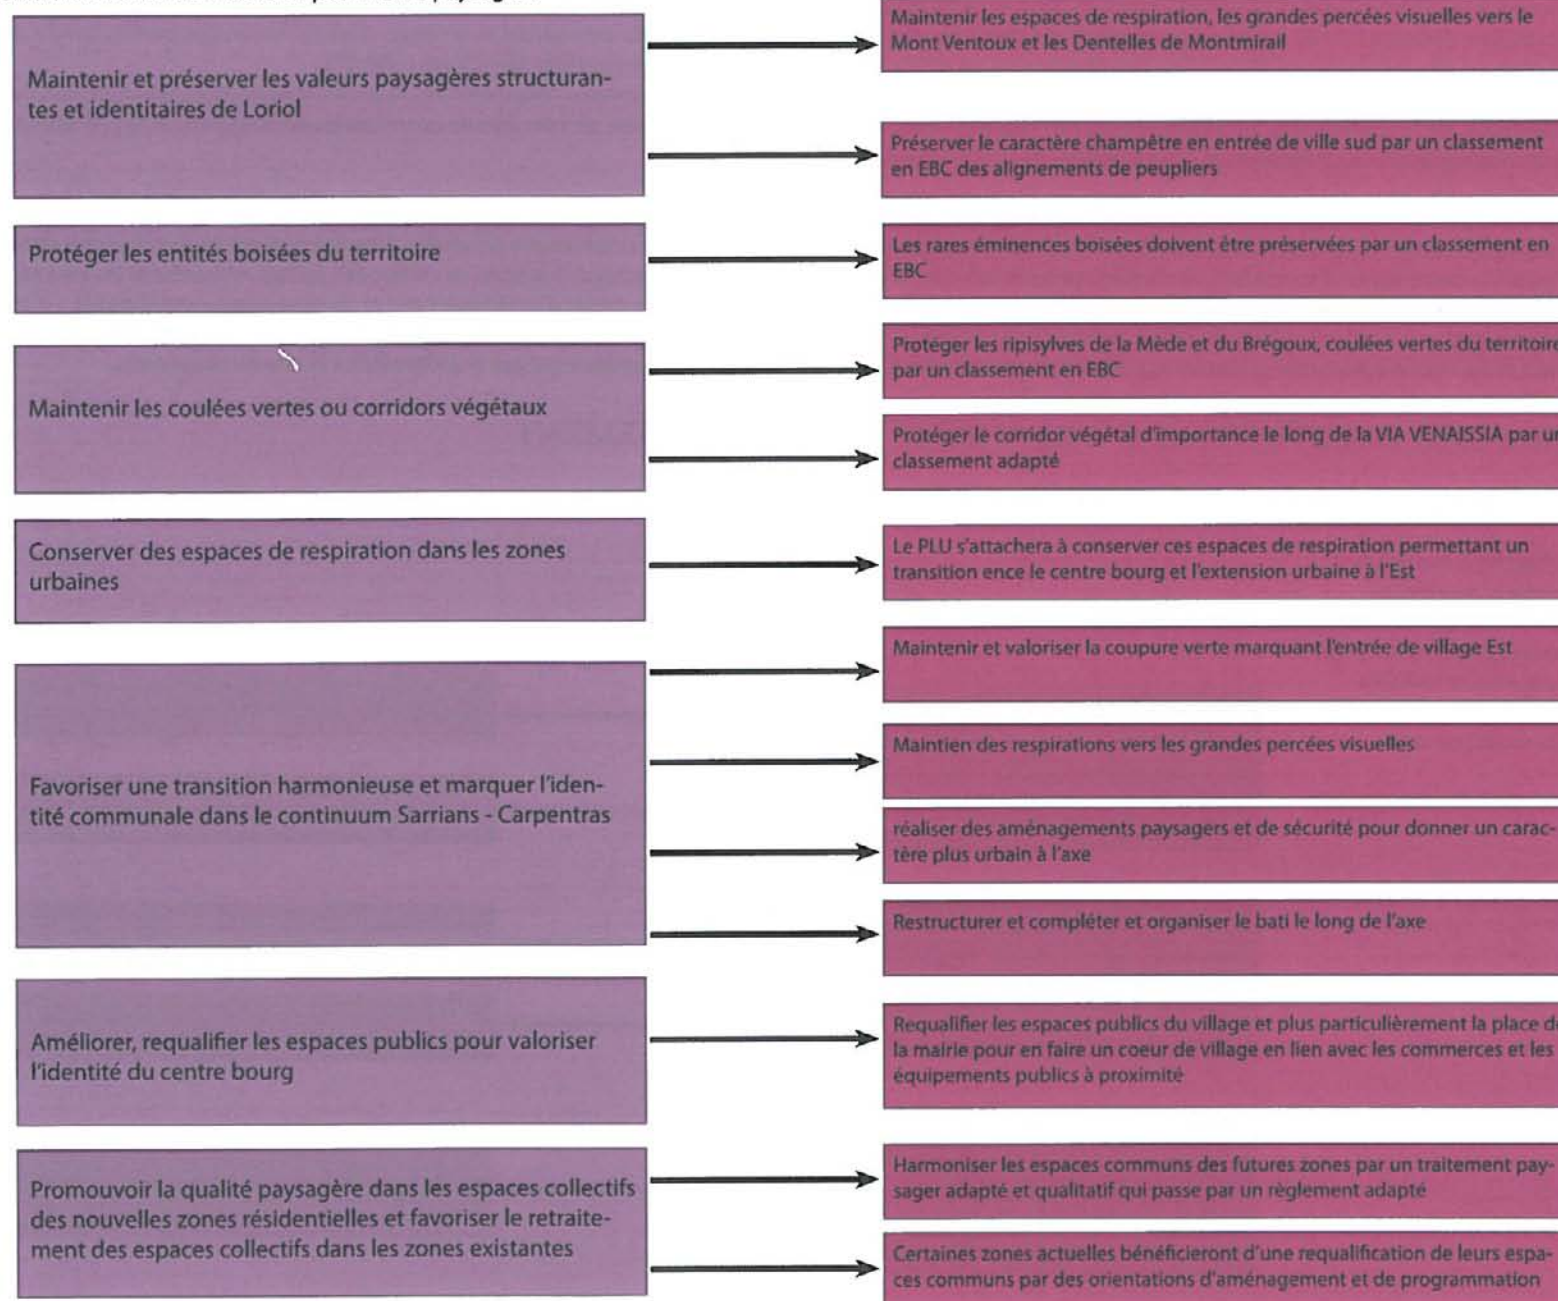 Maintenir et préserver les valeurs paysagères structuran-
tes et identitaires de Loriol
Maintenir les espaces de respiration, les grandes percées visuelles vers le
Mont Ventoux et les Dentelles de Montmirail
Préserver le caractère champêtre en entrée de ville sud par un classement
en EBC des alignements de peupliers
Protéger les entités boisées du territoire
Les rares éminences boisées doivent être préservées par un classement en
EBC
Maintenir les coulées vertes ou corridors végétaux
Protéger les ripisylves de la Mède et du Brégoux, coulées vertes du territoire
par un classement en EBC
Protéger le corridor végétal d'importance le long de la VIA VENAISSIA par un
classement adapté
Conserver des espaces de respiration dans les zones
urbaines
Le PLU s'attachera à conserver ces espaces de respiration permettant un
transition ence le centre bourg et l'extension urbaine à l'Est
Favoriser une transition harmonieuse et marquer l'iden-
tité communale dans le continuum Sarrians - Carpentras
Maintenir et valoriser la coupure verte marquant l'entrée de village Est
Maintien des respirations vers les grandes percées visuelles
réaliser des aménagements paysagers et de sécurité pour donner un carac-
tère plus urbain à l'axe
Restructurer et compléter et organiser le bati le long de l'axe
Améliorer, requalifier les espaces publics pour valoriser
l'identité du centre bourg
Requalifier les espaces publics du village et plus particulièrement la place de
la mairie pour en faire un coeur de village en lien avec les commerces et les
équipements publics à proximité
Promouvoir la qualité paysagère dans les espaces collectifs
des nouvelles zones résidentielles et favoriser le retraite-
ment des espaces collectifs dans les zones existantes
Harmoniser les espaces communs des futures zones par un traitement pay-
sager adapté et qualitatif qui passe par un règlement adapté
Certaines zones actuelles bénéficieront d'une requalification de leurs espa-
ces communs par des orientations d'aménagement et de programmation